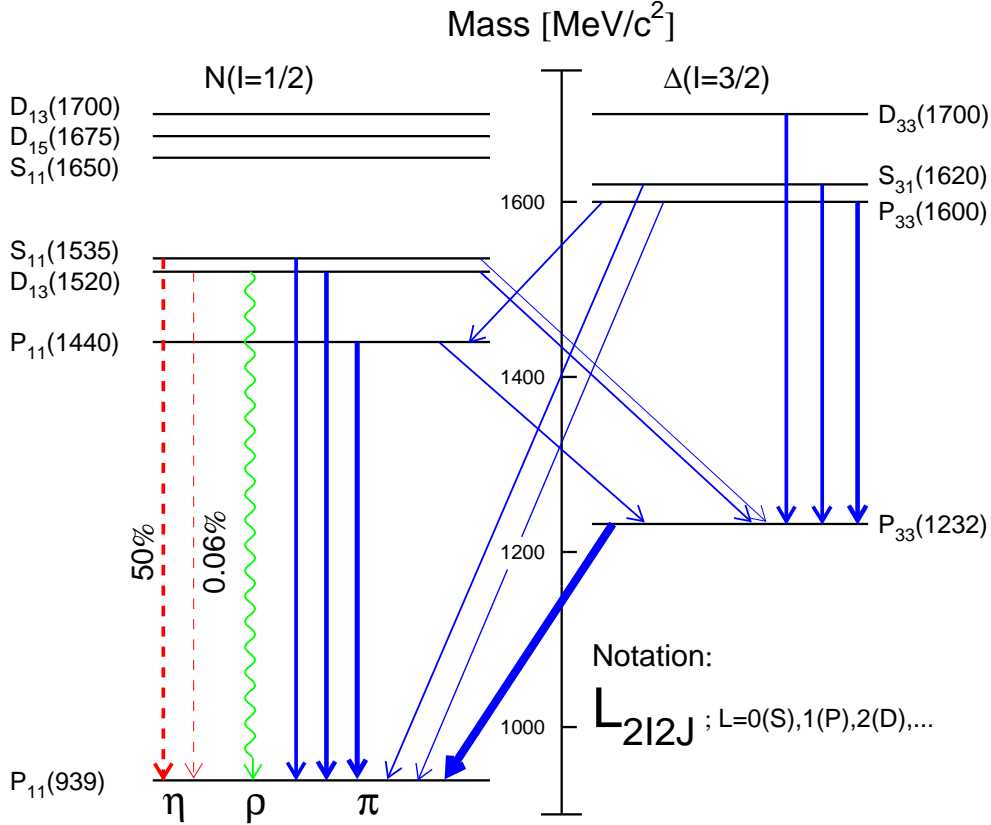 Mass [MeV/c²]
N(I=1/2)
Δ(I=3/2)
D₁₃(1700)
D₁₅(1675)
S₁₁(1650)
S₁₁(1535)
D₁₃(1520)
P₁₁(1440)
P₁₁(939)
50%
0.06%
η
ρ
π
1600
1400
1200
1000
D₃₃(1700)
S₃₁(1620)
P₃₃(1600)
P₃₃(1232)
Notation:
L₂I₂J ; L=0(S),1(P),2(D),...